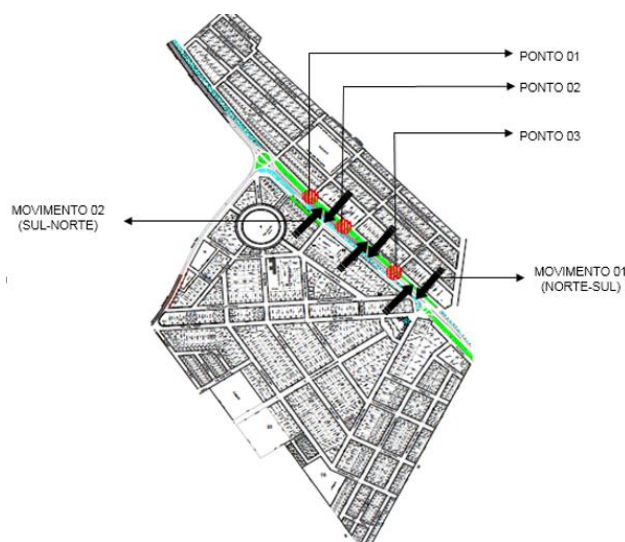 PONTO 01
PONTO 02
PONTO 03
MOVIMENTO 02
(SUL-NORTE)
MOVIMENTO 01
(NORTE-SUL)